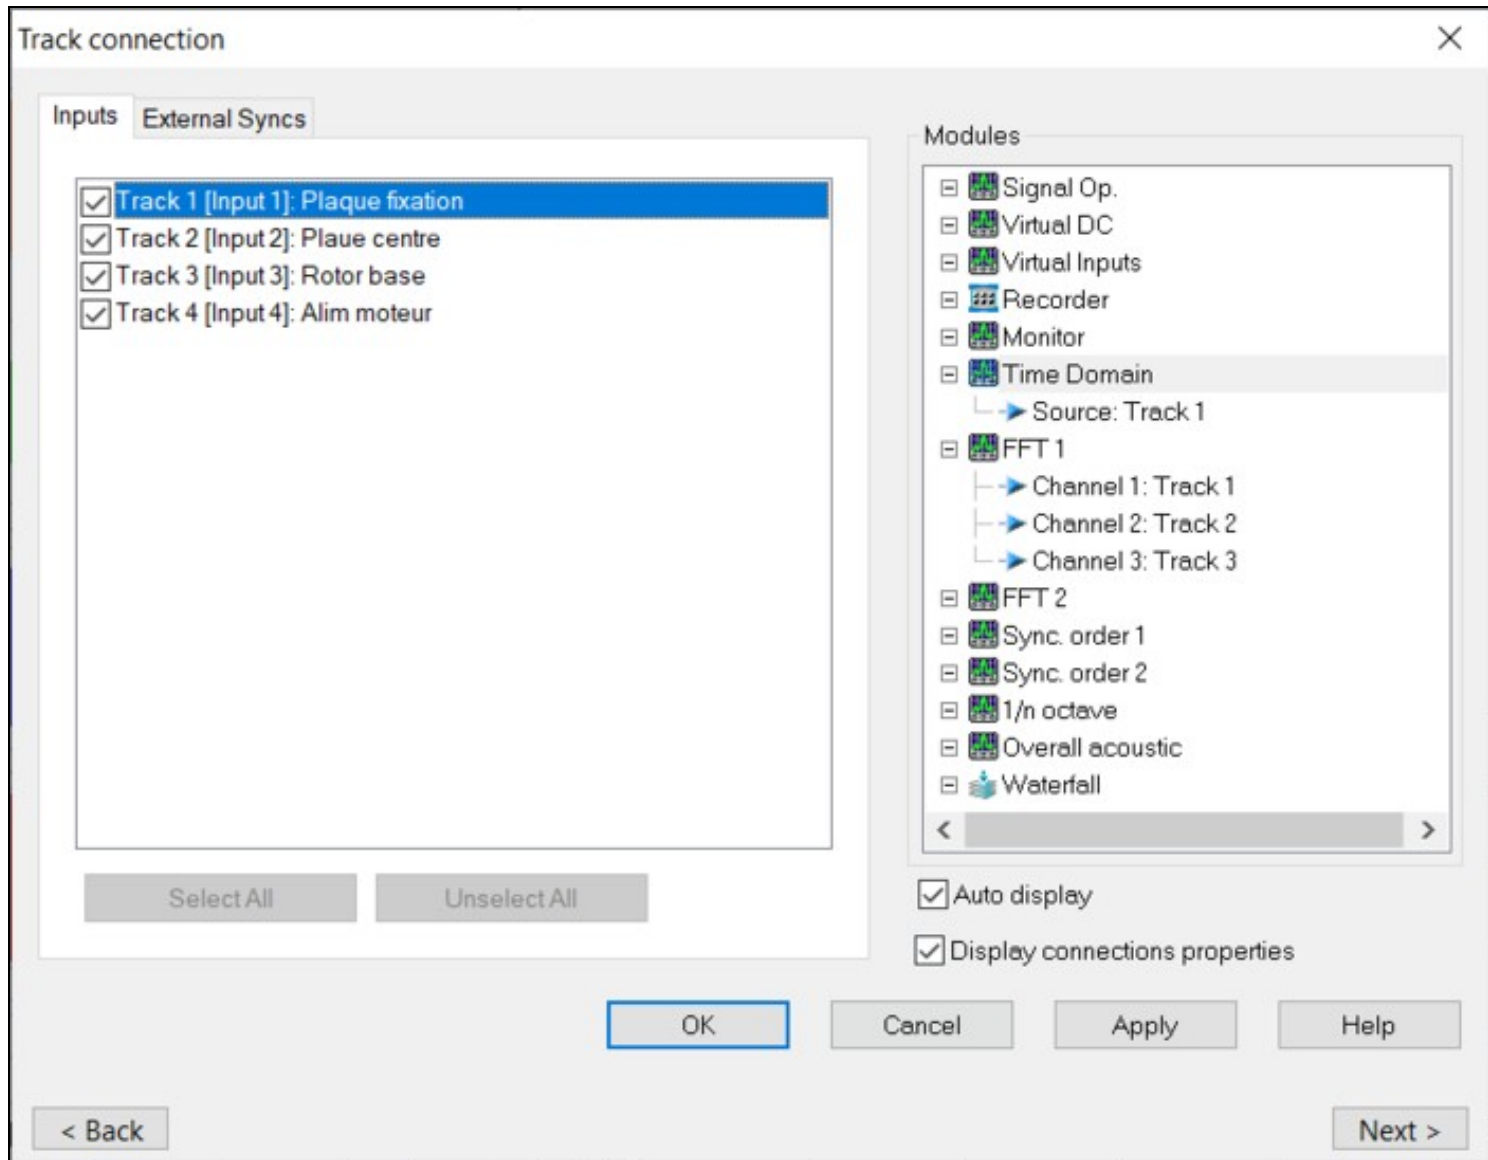 Track connection
Inputs
External Syncs
Track 1 [Input 1]: Plaque fixation
Track 2 [Input 2]: Plaue centre
Track 3 [Input 3]: Rotor base
Track 4 [Input 4]: Alim moteur
Select All
Unselect All
Modules
Signal Op.
Virtual DC
Virtual Inputs
Recorder
Monitor
Time Domain
Source: Track 1
FFT 1
Channel 1: Track 1
Channel 2: Track 2
Channel 3: Track 3
FFT 2
Sync. order 1
Sync. order 2
1/n octave
Overall acoustic
Waterfall
Auto display
Display connections properties
OK
Cancel
Apply
Help
< Back
Next >